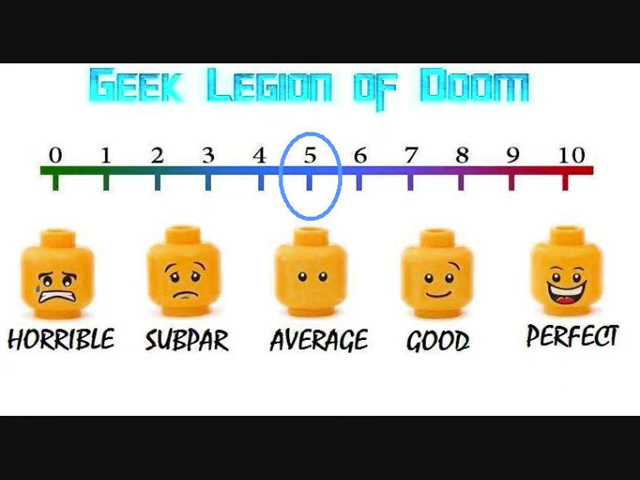 GEEK LEGION OF DOOM
0 1 2 3 4 5 6 7 8 9 10
HORRIBLE SUBPAR AVERAGE GOOD PERFECT